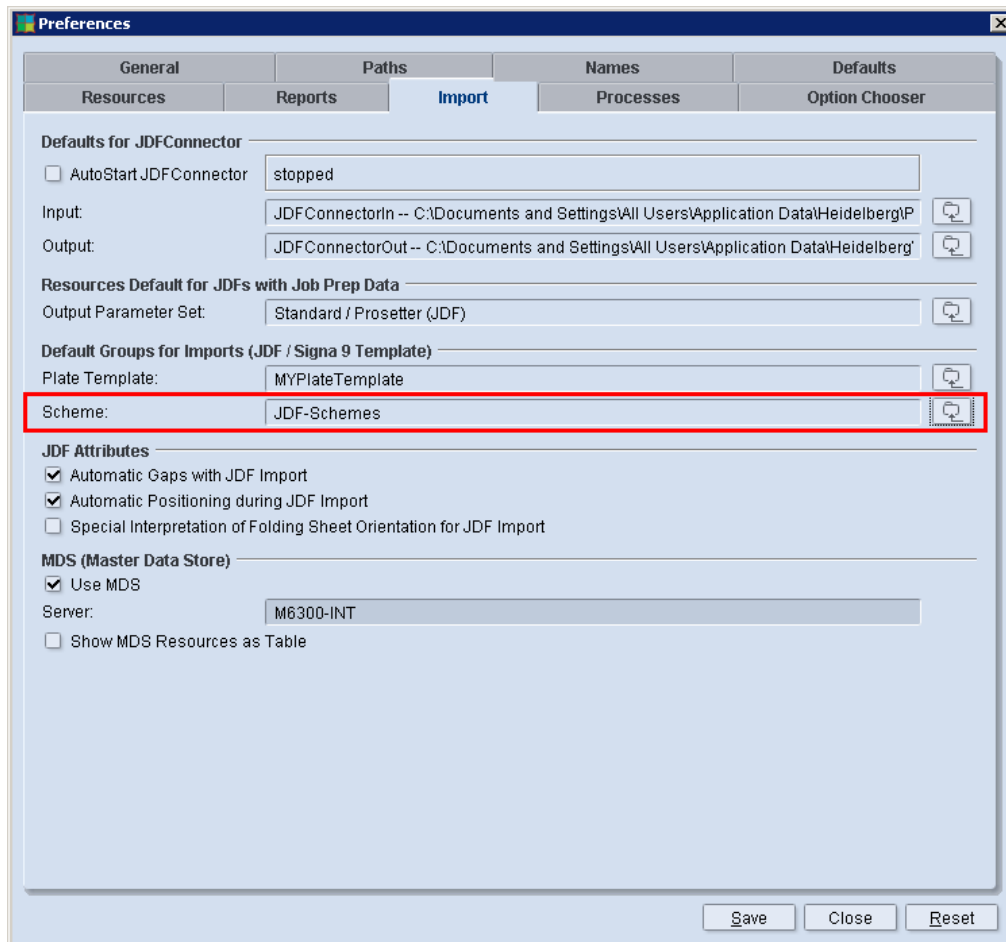 Preferences
General Paths Names Defaults
Resources Reports Import Processes Option Chooser
Defaults for JDFConnector
AutoStart JDFConnector stopped
Input: JDFConnectorIn -- C:\Documents and Settings\All Users\Application Data\Heidelberg\P
Output: JDFConnectorOut -- C:\Documents and Settings\All Users\Application Data\Heidelberg\
Resources Default for JDFs with Job Prep Data
Output Parameter Set: Standard / Prosetter (JDF)
Default Groups for Imports (JDF / Signa 9 Template)
Plate Template: MYPlateTemplate
Scheme: JDF-Schemes
JDF Attributes
Automatic Gaps with JDF Import
Automatic Positioning during JDF Import
Special Interpretation of Folding Sheet Orientation for JDF Import
MDS (Master Data Store)
Use MDS
Server: M6300-INT
Show MDS Resources as Table
Save Close Reset